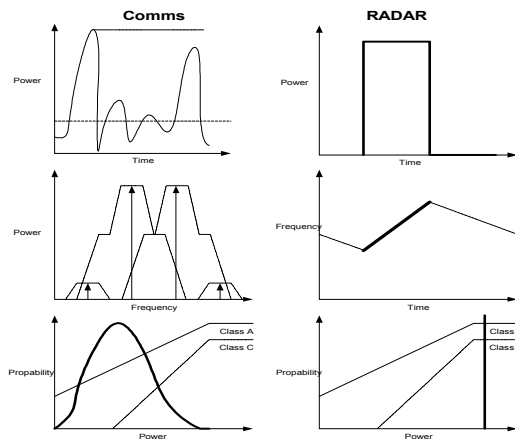 Comms
RADAR
Power
Time
Power
Time
Power
Frequency
Frequency
Time
Propability
Class A
Class C
Power
Propability
Class
Class
Power